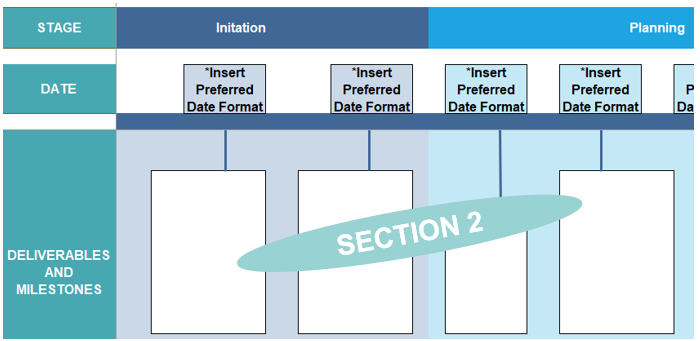 STAGE
Initation
Planning
DATE
*Insert
Preferred
Date Format
*Insert
Preferred
Date Format
*Insert
Preferred
Date Format
*Insert
Preferred
Date Format
P
Da
DELIVERABLES
AND
MILESTONES
SECTION 2